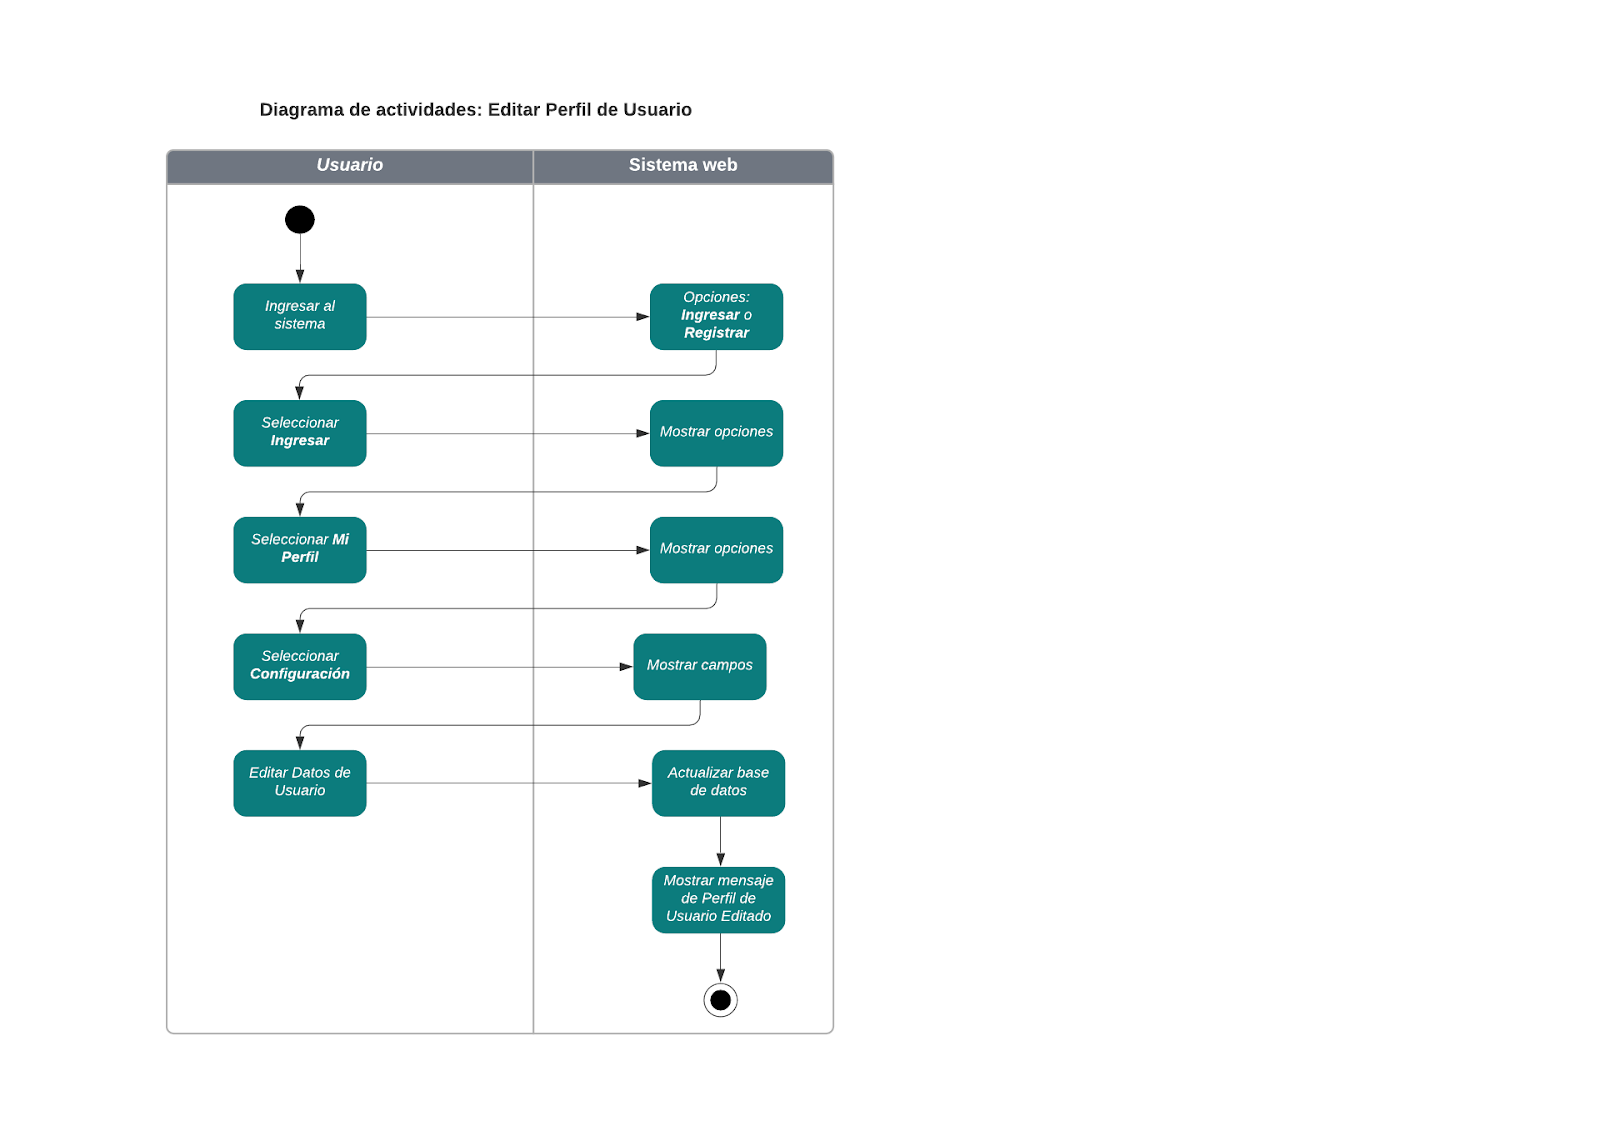 Diagrama de actividades: Editar Perfil de Usuario
Usuario
Sistema web
Ingresar al
sistema
Opciones:
Ingresar o
Registrar
Seleccionar
Ingresar
Mostrar opciones
Seleccionar Mi
Perfil
Mostrar opciones
Seleccionar
Configuración
Mostrar campos
Editar Datos de
Usuario
Actualizar base
de datos
Mostrar mensaje
de Perfil de
Usuario Editado